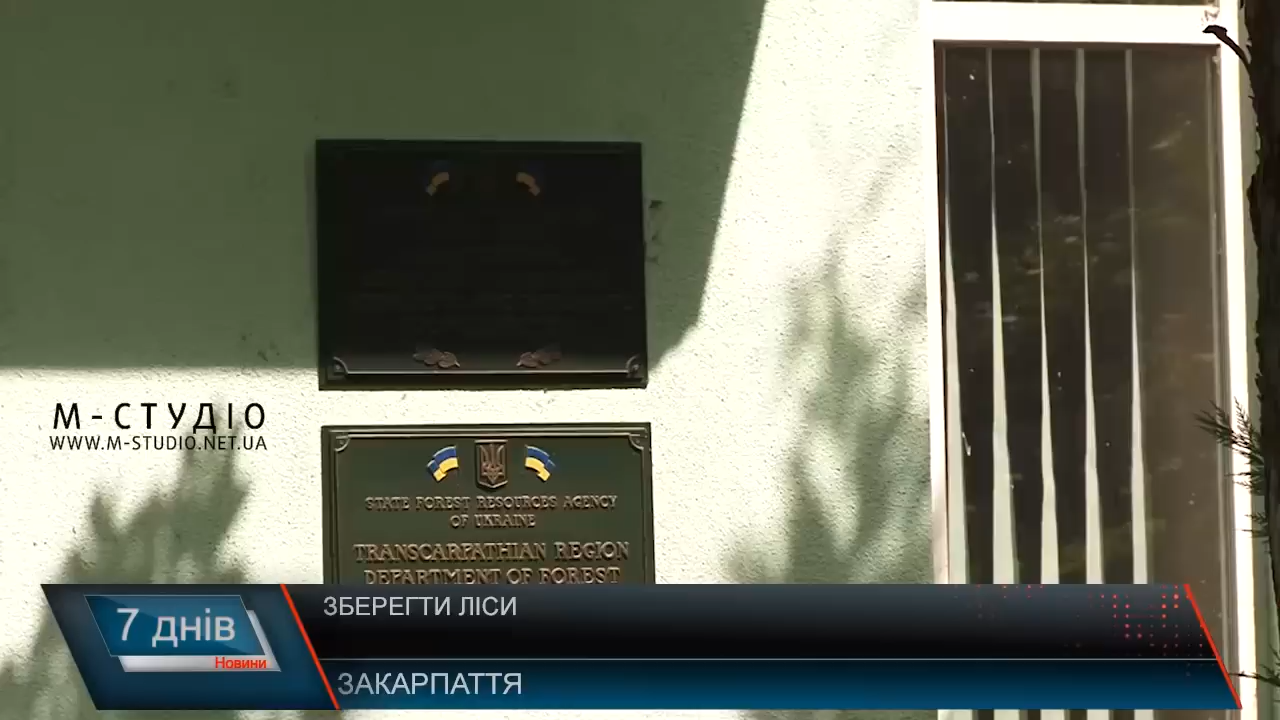 М-СТУДІО
WWW.M-STUDIO.NET.UA
STATE FOREST RESOURCES AGENCY
OF UKRAINE
TRANSCARPATHIAN REGION
DEPARTMENT OF FOREST
7 днів
Новини
ЗБЕРЕГТИ ЛІСИ
ЗАКАРПАТТЯ